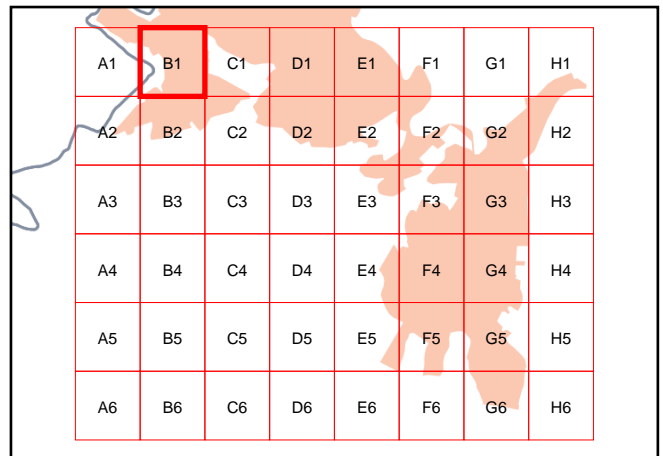 A1 B1 C1 D1 E1 F1 G1 H1
A2 B2 C2 D2 E2 F2 G2 H2
A3 B3 C3 D3 E3 F3 G3 H3
A4 B4 C4 D4 E4 F4 G4 H4
A5 B5 C5 D5 E5 F5 G5 H5
A6 B6 C6 D6 E6 F6 G6 H6